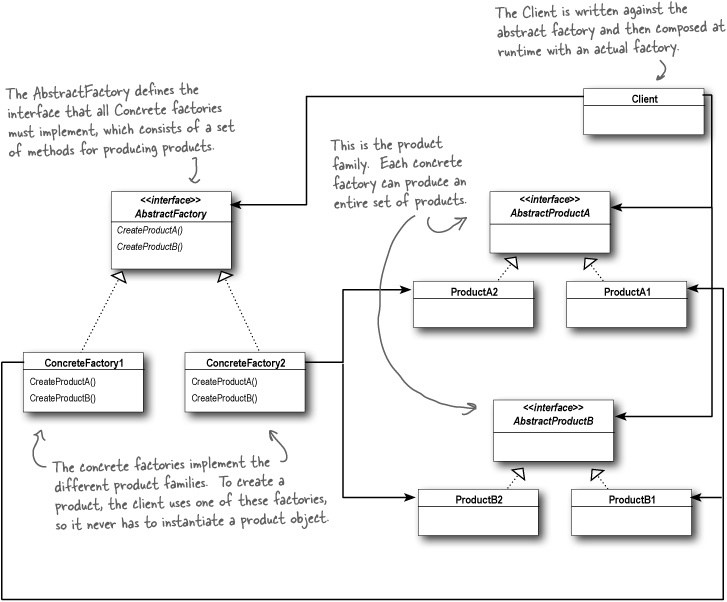 The Client is written against the
abstract factory and then composed at
runtime with an actual factory.
The AbstractFactory defines the
interface that all Concrete factories
must implement, which consists of a set
of methods for producing products.
Client
This is the product
family. Each concrete
factory can produce an
entire set of products.
<<interface>>
AbstractFactory
CreateProductA()
CreateProductB()
<<interface>>
AbstractProductA
ProductA2
ProductA1
ConcreteFactory1
CreateProductA()
CreateProductB()
ConcreteFactory2
CreateProductA()
CreateProductB()
<<interface>>
AbstractProductB
The concrete factories implement the
different product families. To create a
product, the client uses one of these factories,
so it never has to instantiate a product object.
ProductB2
ProductB1